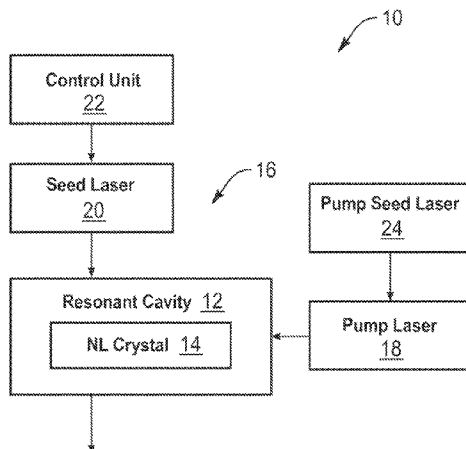 10
Control Unit
22
Seed Laser
20
16
Pump Seed Laser
24
Resonant Cavity 12
NL Crystal 14
Pump Laser
18